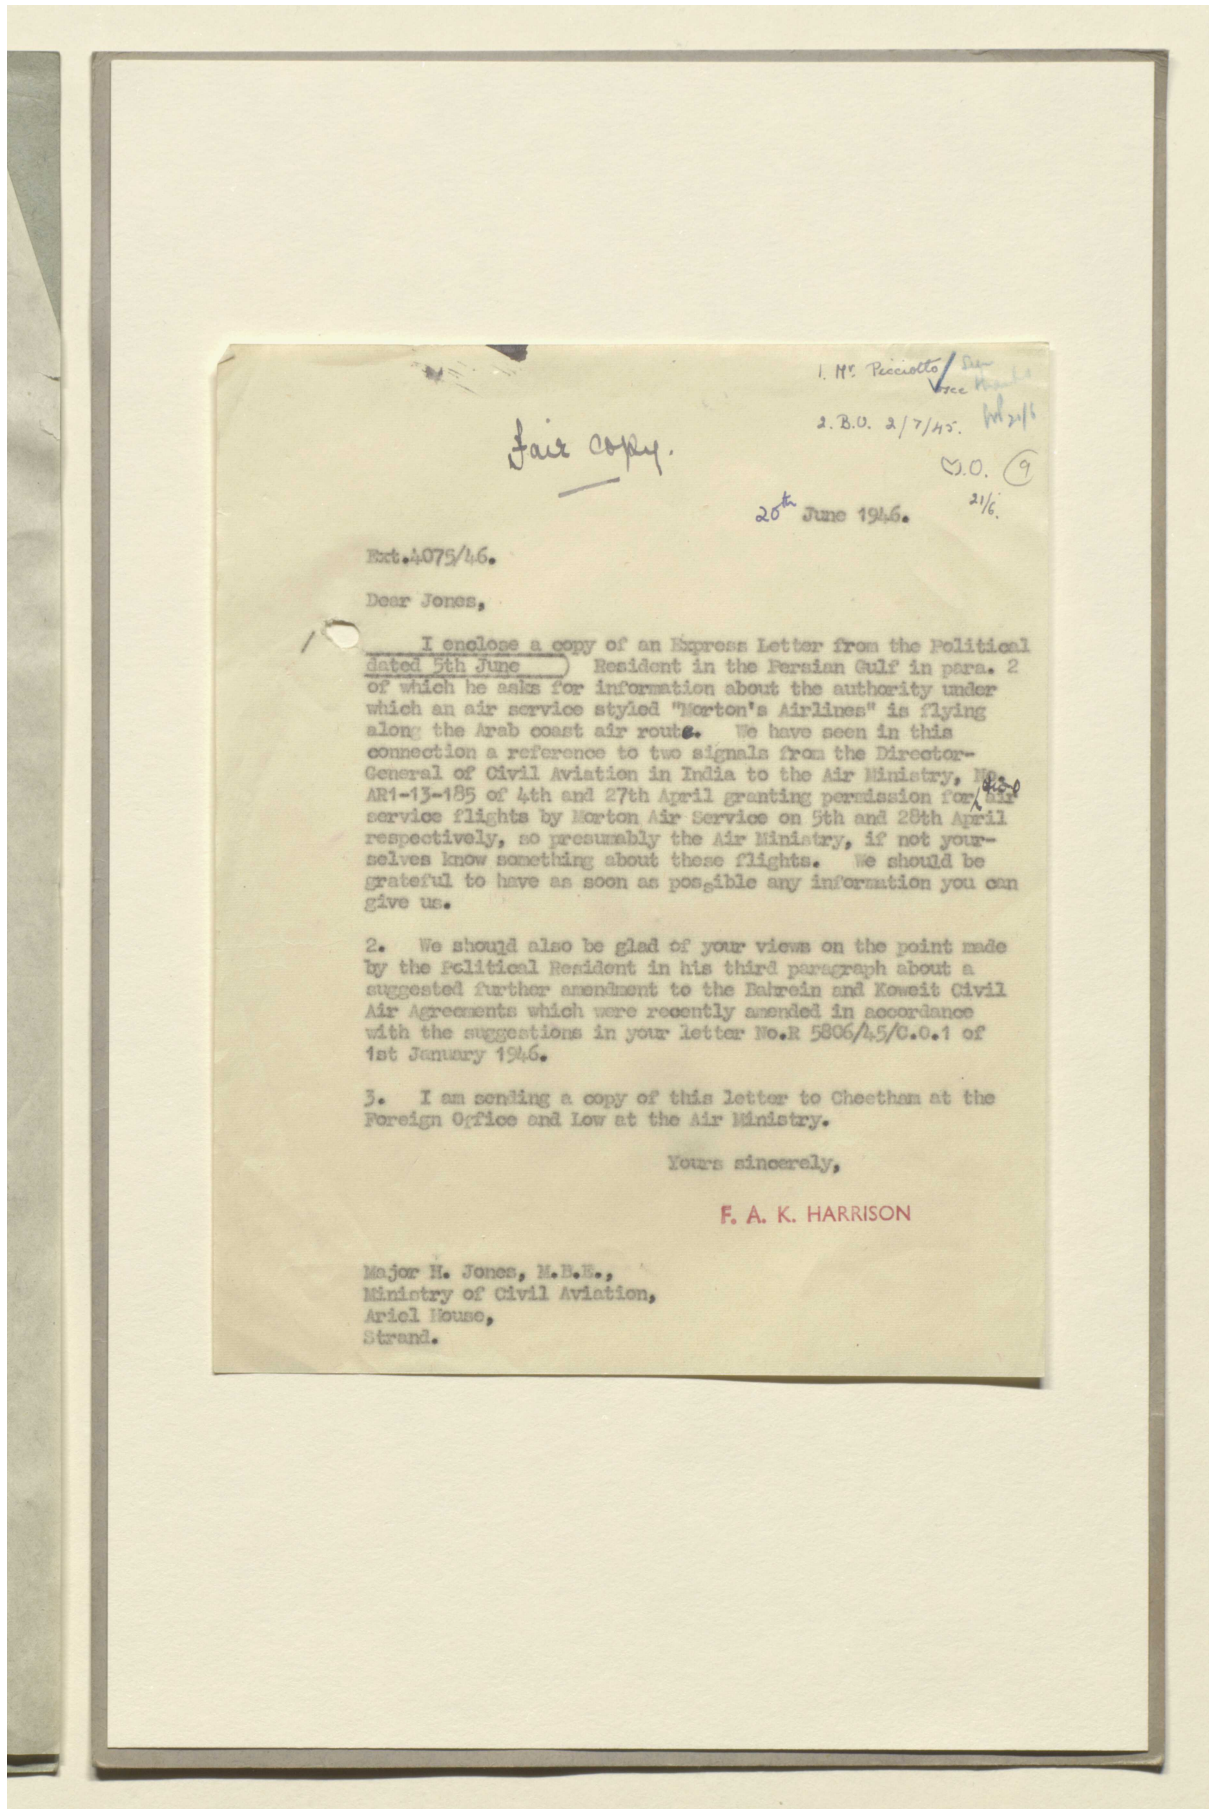 1. Mr. Picciotto
see
2. B.U. 2/7/45.
Fair copy.
9
21/6.
20th June 1946.
Ext.4075/46.
Dear Jones,
I enclose a copy of an Express Letter from the Political
dated 5th June ) Resident in the Persian Gulf in para. 2
of which he asks for information about the authority under
which an air service styled "Morton's Airlines" is flying
along the Arab coast air route. We have seen in this
connection a reference to two signals from the Director-
General of Civil Aviation in India to the Air Ministry, No.
AR1-13-185 of 4th and 27th April granting permission for air
service flights by Morton Air Service on 5th and 28th April
respectively, so presumably the Air Ministry, if not your-
selves know something about these flights. We should be
grateful to have as soon as possible any information you can
give us.
2. We should also be glad of your views on the point made
by the Political Resident in his third paragraph about a
suggested further amendment to the Bahrein and Koweit Civil
Air Agreements which were recently amended in accordance
with the suggestions in your letter No.R 5806/45/C.O.1 of
1st January 1946.
3. I am sending a copy of this letter to Cheetham at the
Foreign Office and Low at the Air Ministry.
Yours sincerely,
F. A. K. HARRISON
Major H. Jones, M.B.E.,
Ministry of Civil Aviation,
Ariel House,
Strand.